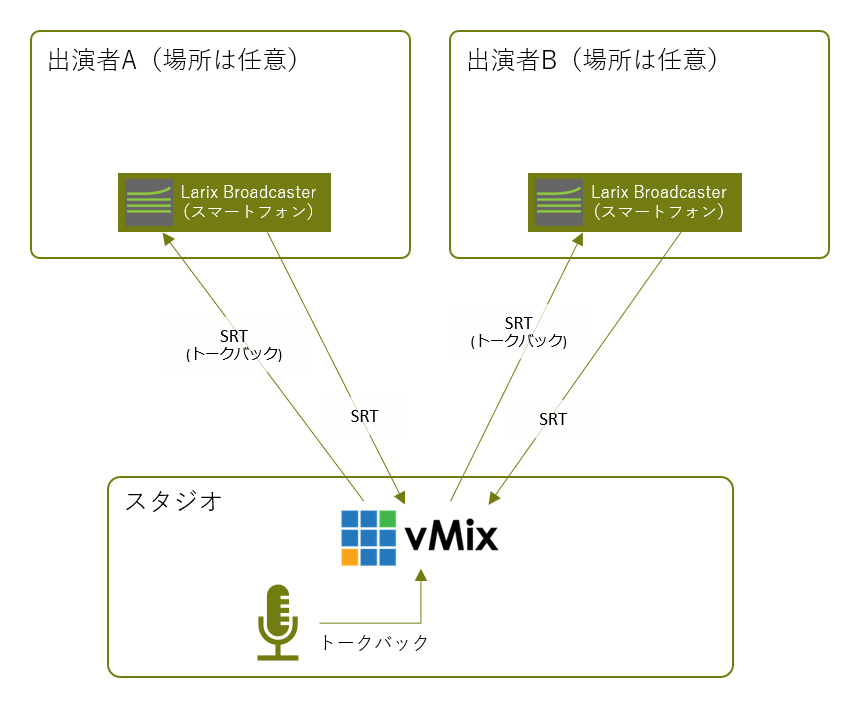 出演者A（場所は任意）
出演者B（場所は任意）
Larix Broadcaster
（スマートフォン）
Larix Broadcaster
（スマートフォン）
SRT
(トークバック)
SRT
(トークバック)
SRT
SRT
スタジオ
vMix
トークバック